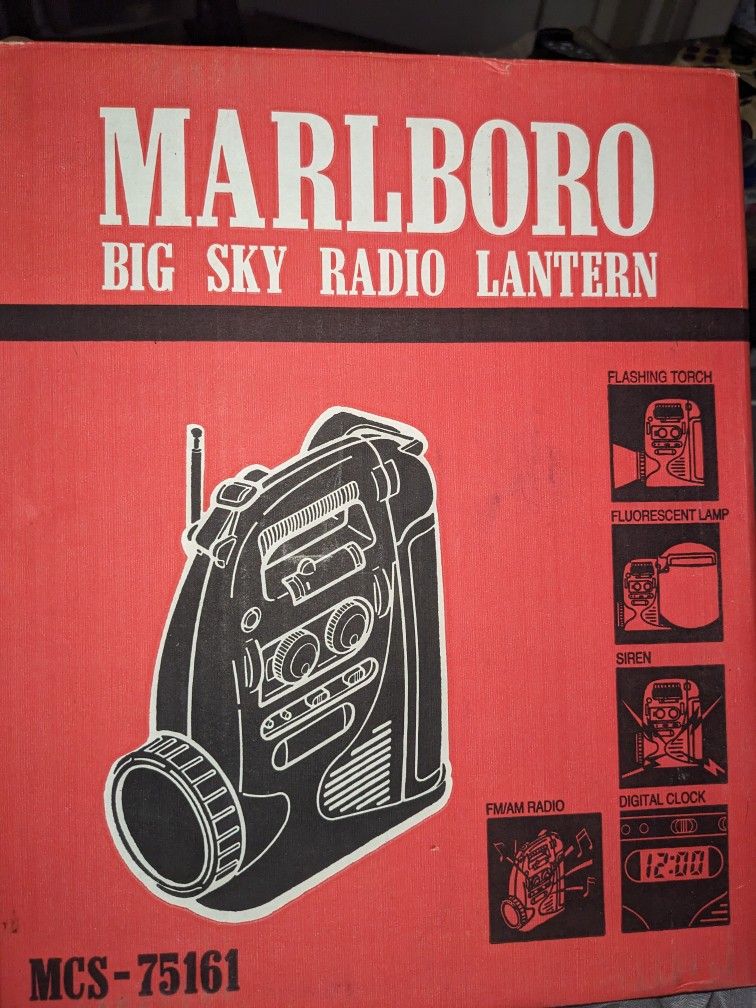 MARLBORO
BIG SKY RADIO LANTERN
FLASHING TORCH
FLUORESCENT LAMP
SIREN
FM/AM RADIO
DIGITAL CLOCK
12:00
MCS-75161